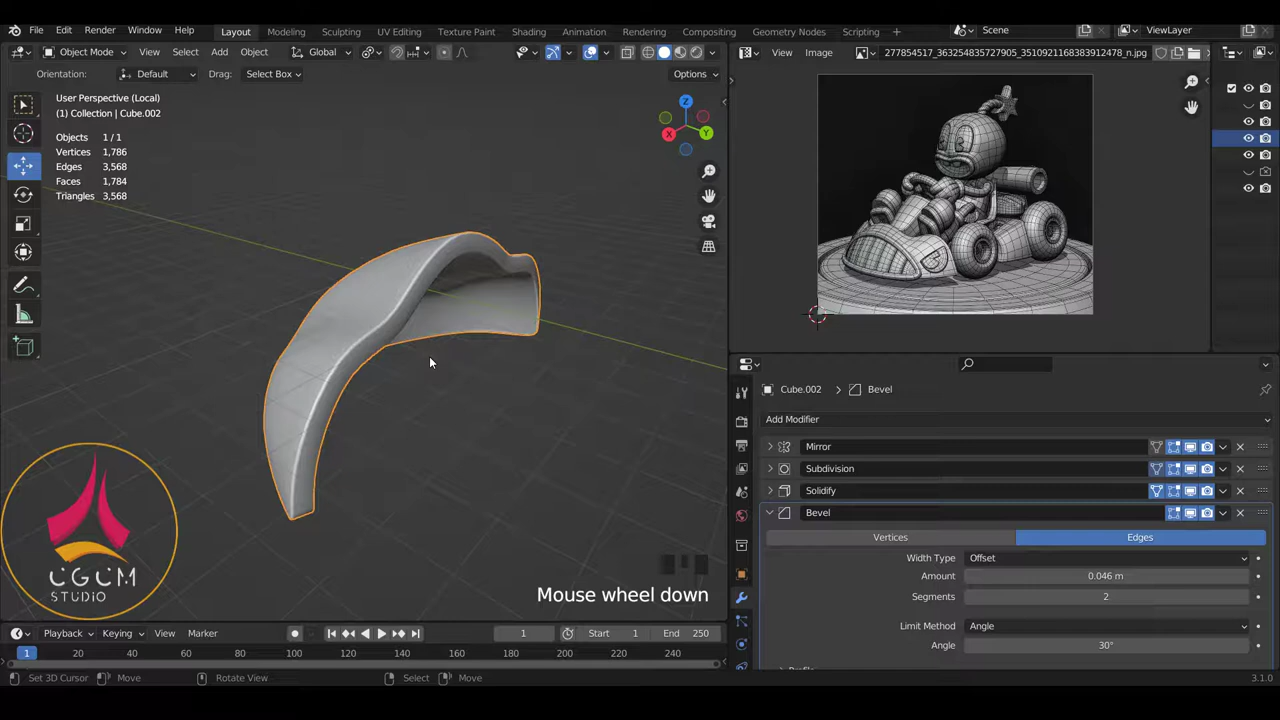 File Edit Render Window Help Layout Modeling Sculpting UV Editing Texture Paint Shading Animation Rendering Compositing Geometry Nodes Scripting Scene ViewLayer
Object Mode View Select Add Object Global View Image 277854517_363254835727905_3510921168383912478_n.jpg
Orientation: Default Drag: Select Box Options
User Perspective (Local)
(1) Collection | Cube.002
Objects 1 / 1
Vertices 1,786
Edges 3,568
Faces 1,784
Triangles 3,568
Z
X
Y
Cube.002 Bevel
Add Modifier
Mirror
Subdivision
Solidify
Bevel
Vertices Edges
Width Type Offset
Amount 0.046 m
Segments 2
Limit Method Angle
Angle 30°
Profile
CGCM
STUDIO
Mouse wheel down
Playback Keying View Marker 1 Start 1 End 250
1 20 40 60 80 100 120 140 160 180 200 220 240
Set 3D Cursor Move Rotate View Select Move 3.1.0